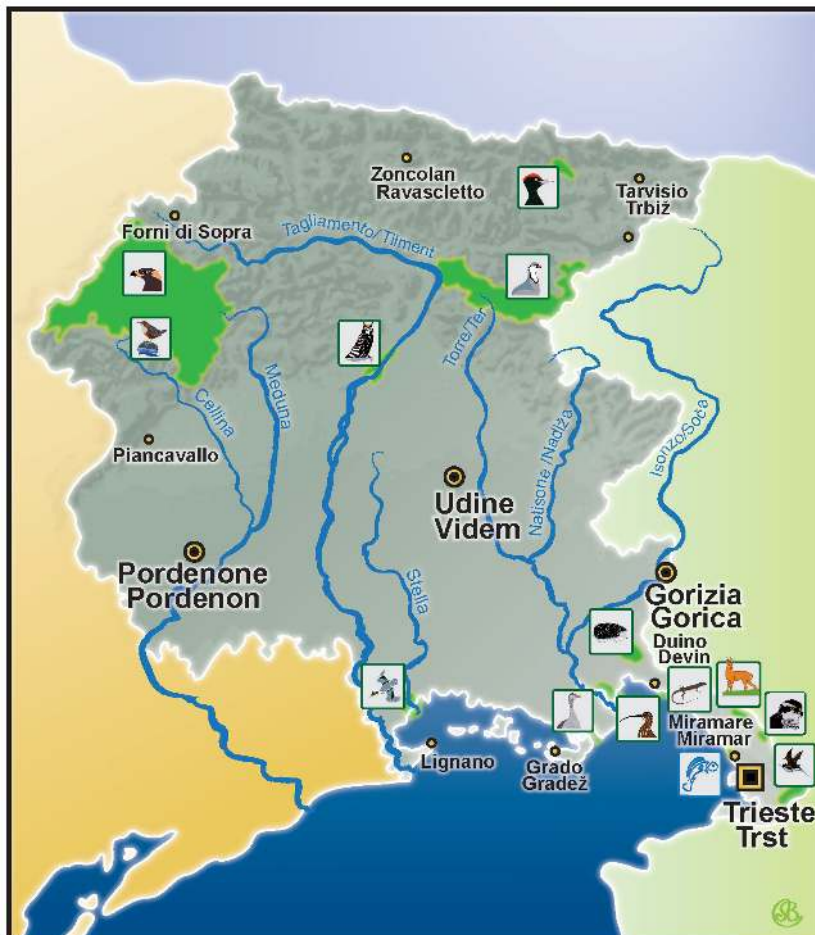 Zoncolan
Ravascletto
Tarvisio
Trbiž
Forni di Sopra
Tagliamento/Tilment
Torre/Ter
Meduna
Cellina
Natisone /Nadiža
Isonzo/Soča
Piancavallo
Udine
Videm
Pordenone
Pordenon
Stella
Gorizia
Gorica
Duino
Devin
Miramare
Miramar
Lignano
Grado
Gradež
Trieste
Trst